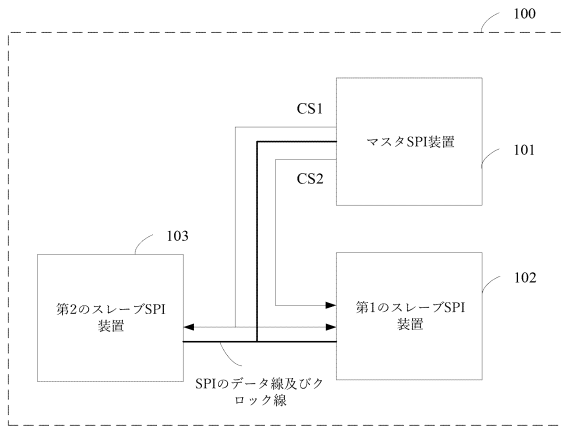 100
CS1
マスタSPI装置
101
CS2
103
第2のスレーブSPI
装置
第1のスレーブSPI
装置
102
SPIのデータ線及びク
ロック線